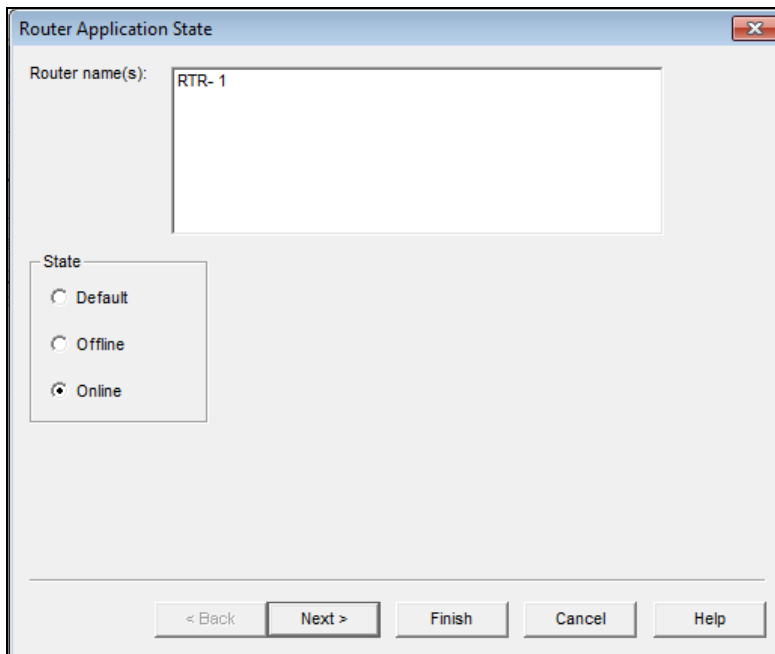 Router Application State
Router name(s):
RTR- 1
State
Default
Offline
Online
< Back
Next >
Finish
Cancel
Help